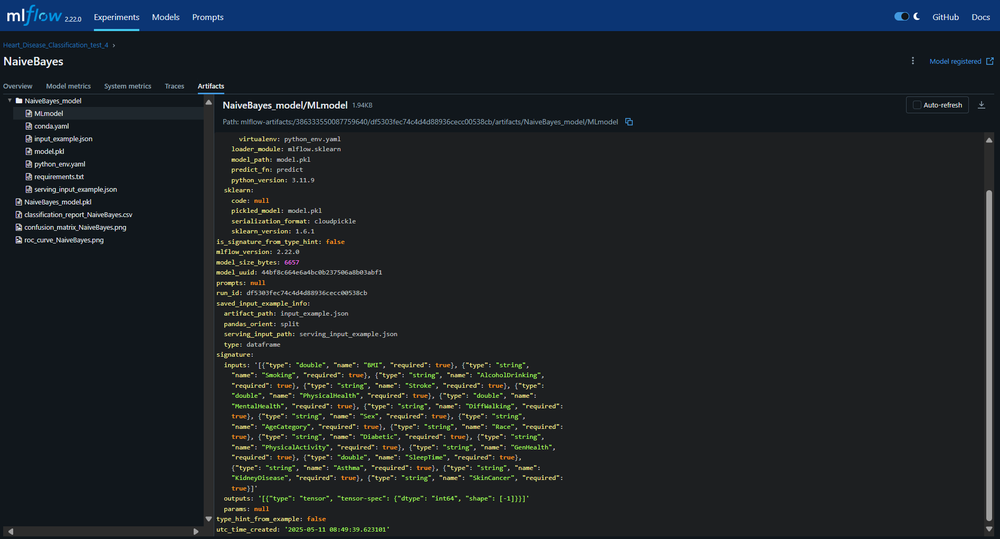 mlflow 2.22.0 Experiments Models Prompts GitHub Docs
Heart_Disease_Classification_test_4 ›
NaiveBayes
Model registered
Overview Model metrics System metrics Traces Artifacts
NaiveBayes_model
MLmodel
conda.yaml
input_example.json
model.pkl
python_env.yaml
requirements.txt
serving_input_example.json
NaiveBayes_model.pkl
classification_report_NaiveBayes.csv
confusion_matrix_NaiveBayes.png
roc_curve_NaiveBayes.png
NaiveBayes_model/MLmodel 1.94KB
Auto-refresh
Path: mlflow-artifacts:/386333550087759640/df5303fec74c4d4d88936cecc00538cb/artifacts/NaiveBayes_model/MLmodel
virtualenv: python_env.yaml
loader_module: mlflow.sklearn
model_path: model.pkl
predict_fn: predict
python_version: 3.11.9
sklearn:
code: null
pickled_model: model.pkl
serialization_format: cloudpickle
sklearn_version: 1.6.1
is_signature_from_type_hint: false
mlflow_version: 2.22.0
model_size_bytes: 6657
model_uuid: 44bf8c664e6a4bc0b237506a8b03abf1
prompts: null
run_id: df5303fec74c4d4d88936cecc00538cb
saved_input_example_info:
artifact_path: input_example.json
pandas_orient: split
serving_input_path: serving_input_example.json
type: dataframe
signature:
inputs: '[{"type": "double", "name": "BMI", "required": true}, {"type": "string",
"name": "Smoking", "required": true}, {"type": "string", "name": "AlcoholDrinking",
"required": true}, {"type": "string", "name": "Stroke", "required": true}, {"type":
"double", "name": "PhysicalHealth", "required": true}, {"type": "double", "name":
"MentalHealth", "required": true}, {"type": "string", "name": "DiffWalking", "required":
true}, {"type": "string", "name": "Sex", "required": true}, {"type": "string",
"name": "AgeCategory", "required": true}, {"type": "string", "name": "Race", "required":
true}, {"type": "string", "name": "Diabetic", "required": true}, {"type": "string",
"name": "PhysicalActivity", "required": true}, {"type": "string", "name": "GenHealth",
"required": true}, {"type": "double", "name": "SleepTime", "required": true},
{"type": "string", "name": "Asthma", "required": true}, {"type": "string", "name":
"KidneyDisease", "required": true}, {"type": "string", "name": "SkinCancer", "required":
true}]'
outputs: '[{"type": "tensor", "tensor-spec": {"dtype": "int64", "shape": [-1]}}]'
params: null
type_hint_from_example: false
utc_time_created: '2025-05-11 08:49:39.623101'